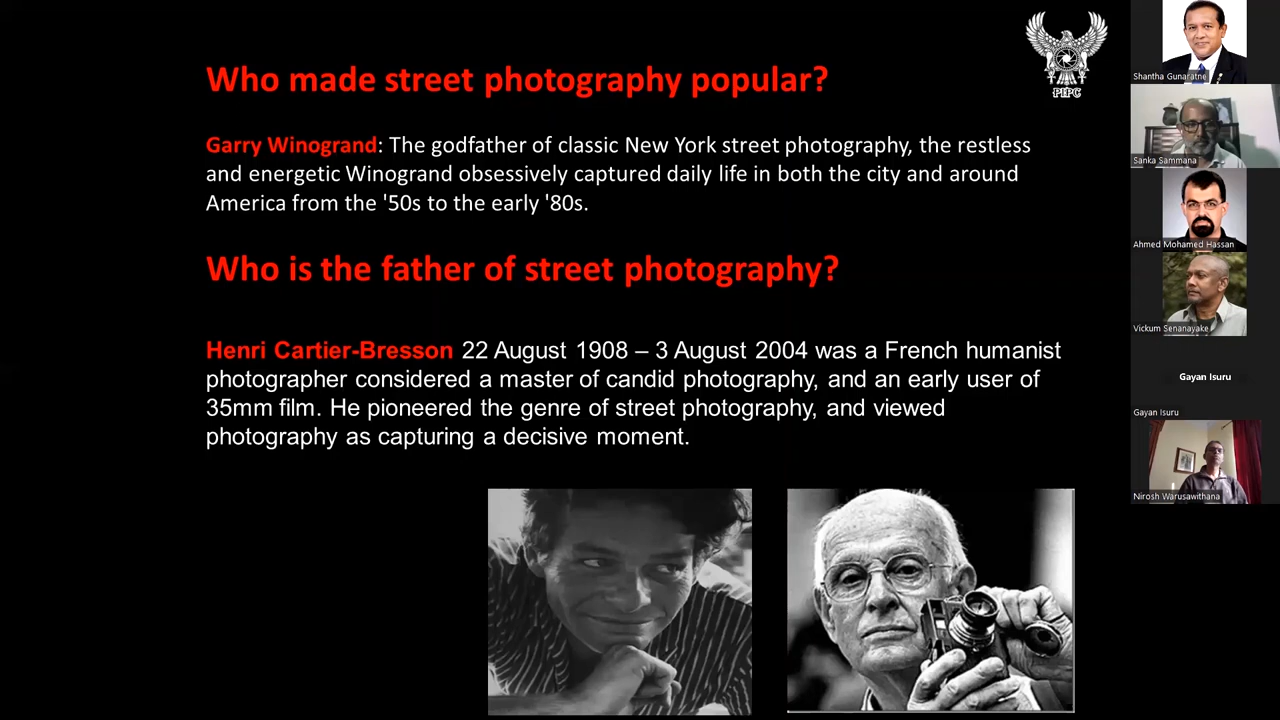 Who made street photography popular?
Garry Winogrand: The godfather of classic New York street photography, the restless
and energetic Winogrand obsessively captured daily life in both the city and around
America from the '50s to the early '80s.
Who is the father of street photography?
Henri Cartier-Bresson 22 August 1908 – 3 August 2004 was a French humanist
photographer considered a master of candid photography, and an early user of
35mm film. He pioneered the genre of street photography, and viewed
photography as capturing a decisive moment.
PIPC
Shantha Gunaratne
Sanka Sammana
Ahmed Mohamed Hassan
Vickum Senanayake
Gayan Isuru
Gayan Isuru
Nirosh Warusawithana